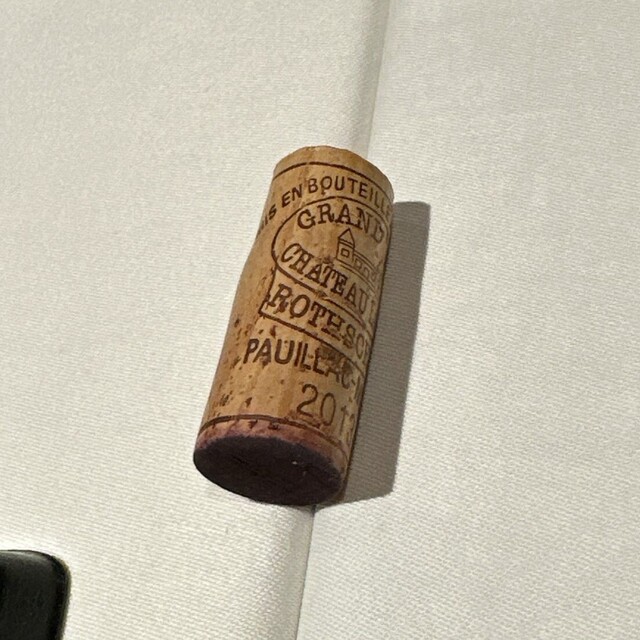 EN BOUTEILLE
GRAND
CHATEAU
ROTHSC
PAUILLAC
201